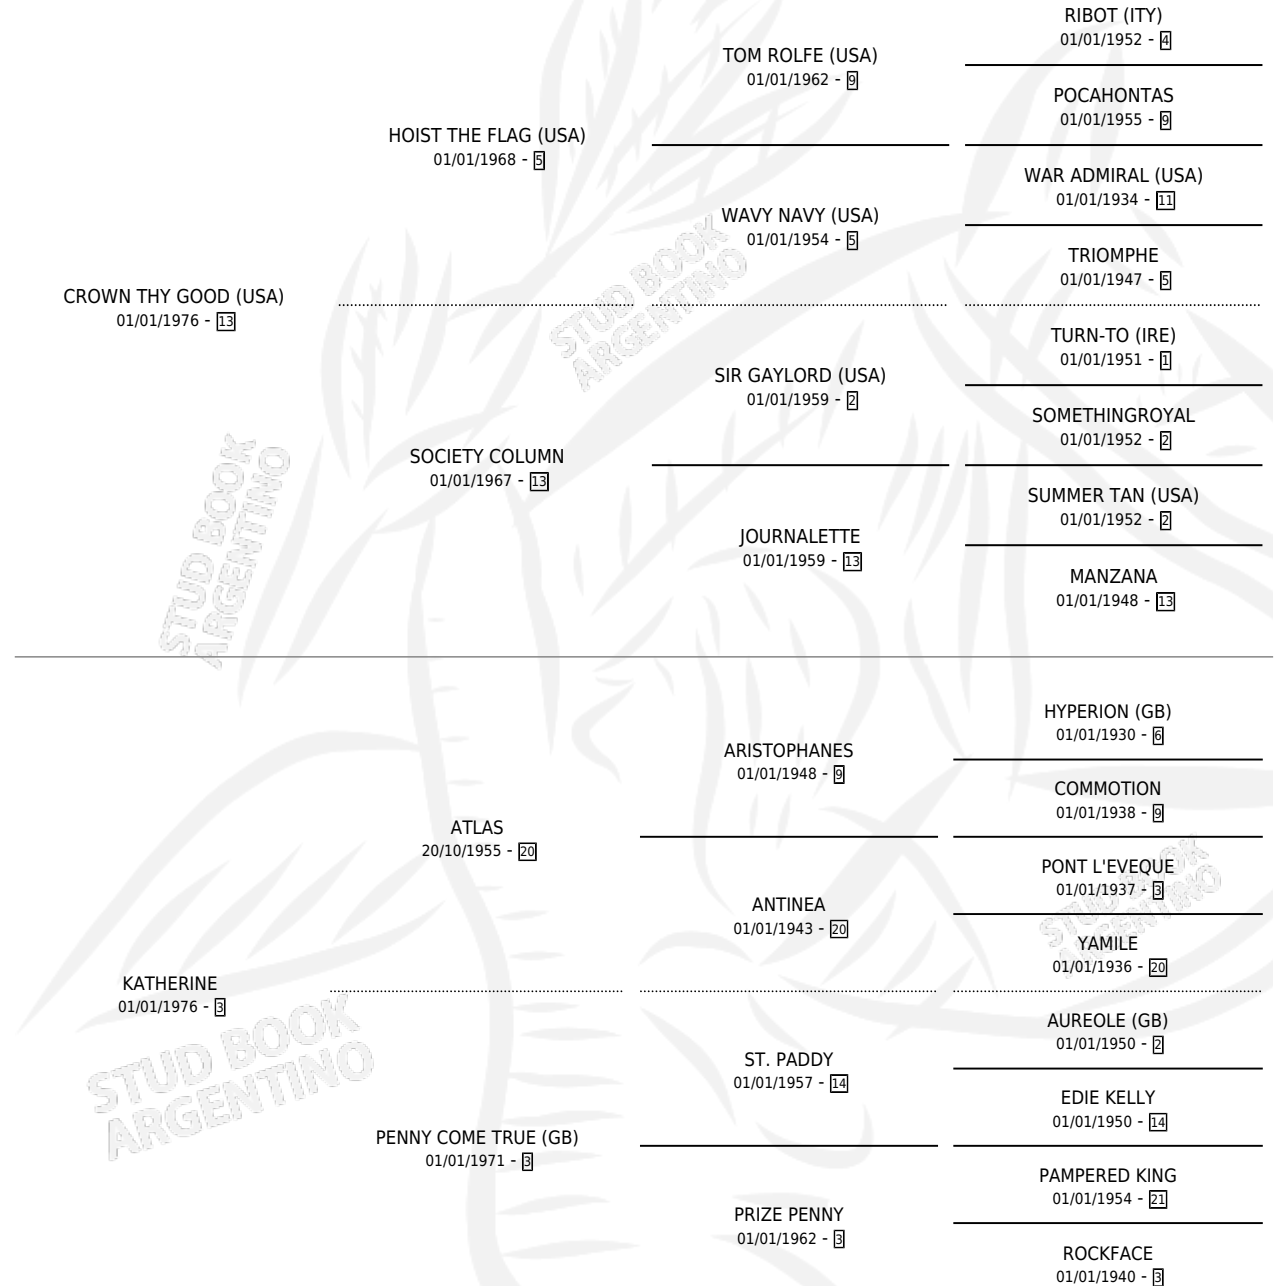 RIBOT (ITY)
01/01/1952 - 4
TOM ROLFE (USA)
01/01/1962 - 9
POCAHONTAS
01/01/1955 - 9
HOIST THE FLAG (USA)
01/01/1968 - 5
WAR ADMIRAL (USA)
01/01/1934 - 11
WAVY NAVY (USA)
01/01/1954 - 5
TRIOMPHE
01/01/1947 - 5
CROWN THY GOOD (USA)
01/01/1976 - 13
TURN-TO (IRE)
01/01/1951 - 1
SIR GAYLORD (USA)
01/01/1959 - 2
SOMETHINGROYAL
01/01/1952 - 2
SOCIETY COLUMN
01/01/1967 - 13
SUMMER TAN (USA)
01/01/1952 - 2
JOURNALETTE
01/01/1959 - 13
MANZANA
01/01/1948 - 13
HYPERION (GB)
01/01/1930 - 6
ARISTOPHANES
01/01/1948 - 9
COMMOTION
01/01/1938 - 9
ATLAS
20/10/1955 - 20
PONT L'EVEQUE
01/01/1937 - 3
ANTINEA
01/01/1943 - 20
YAMILE
01/01/1936 - 20
KATHERINE
01/01/1976 - 3
AUREOLE (GB)
01/01/1950 - 2
ST. PADDY
01/01/1957 - 14
EDIE KELLY
01/01/1950 - 14
PENNY COME TRUE (GB)
01/01/1971 - 3
PAMPERED KING
01/01/1954 - 21
PRIZE PENNY
01/01/1962 - 3
ROCKFACE
01/01/1940 - 3
STUD BOOK
ARGENTINO
STUD BOOK
ARGENTINO
STUD BOOK
ARGENTINO
STUD BOOK
ARGENTINO